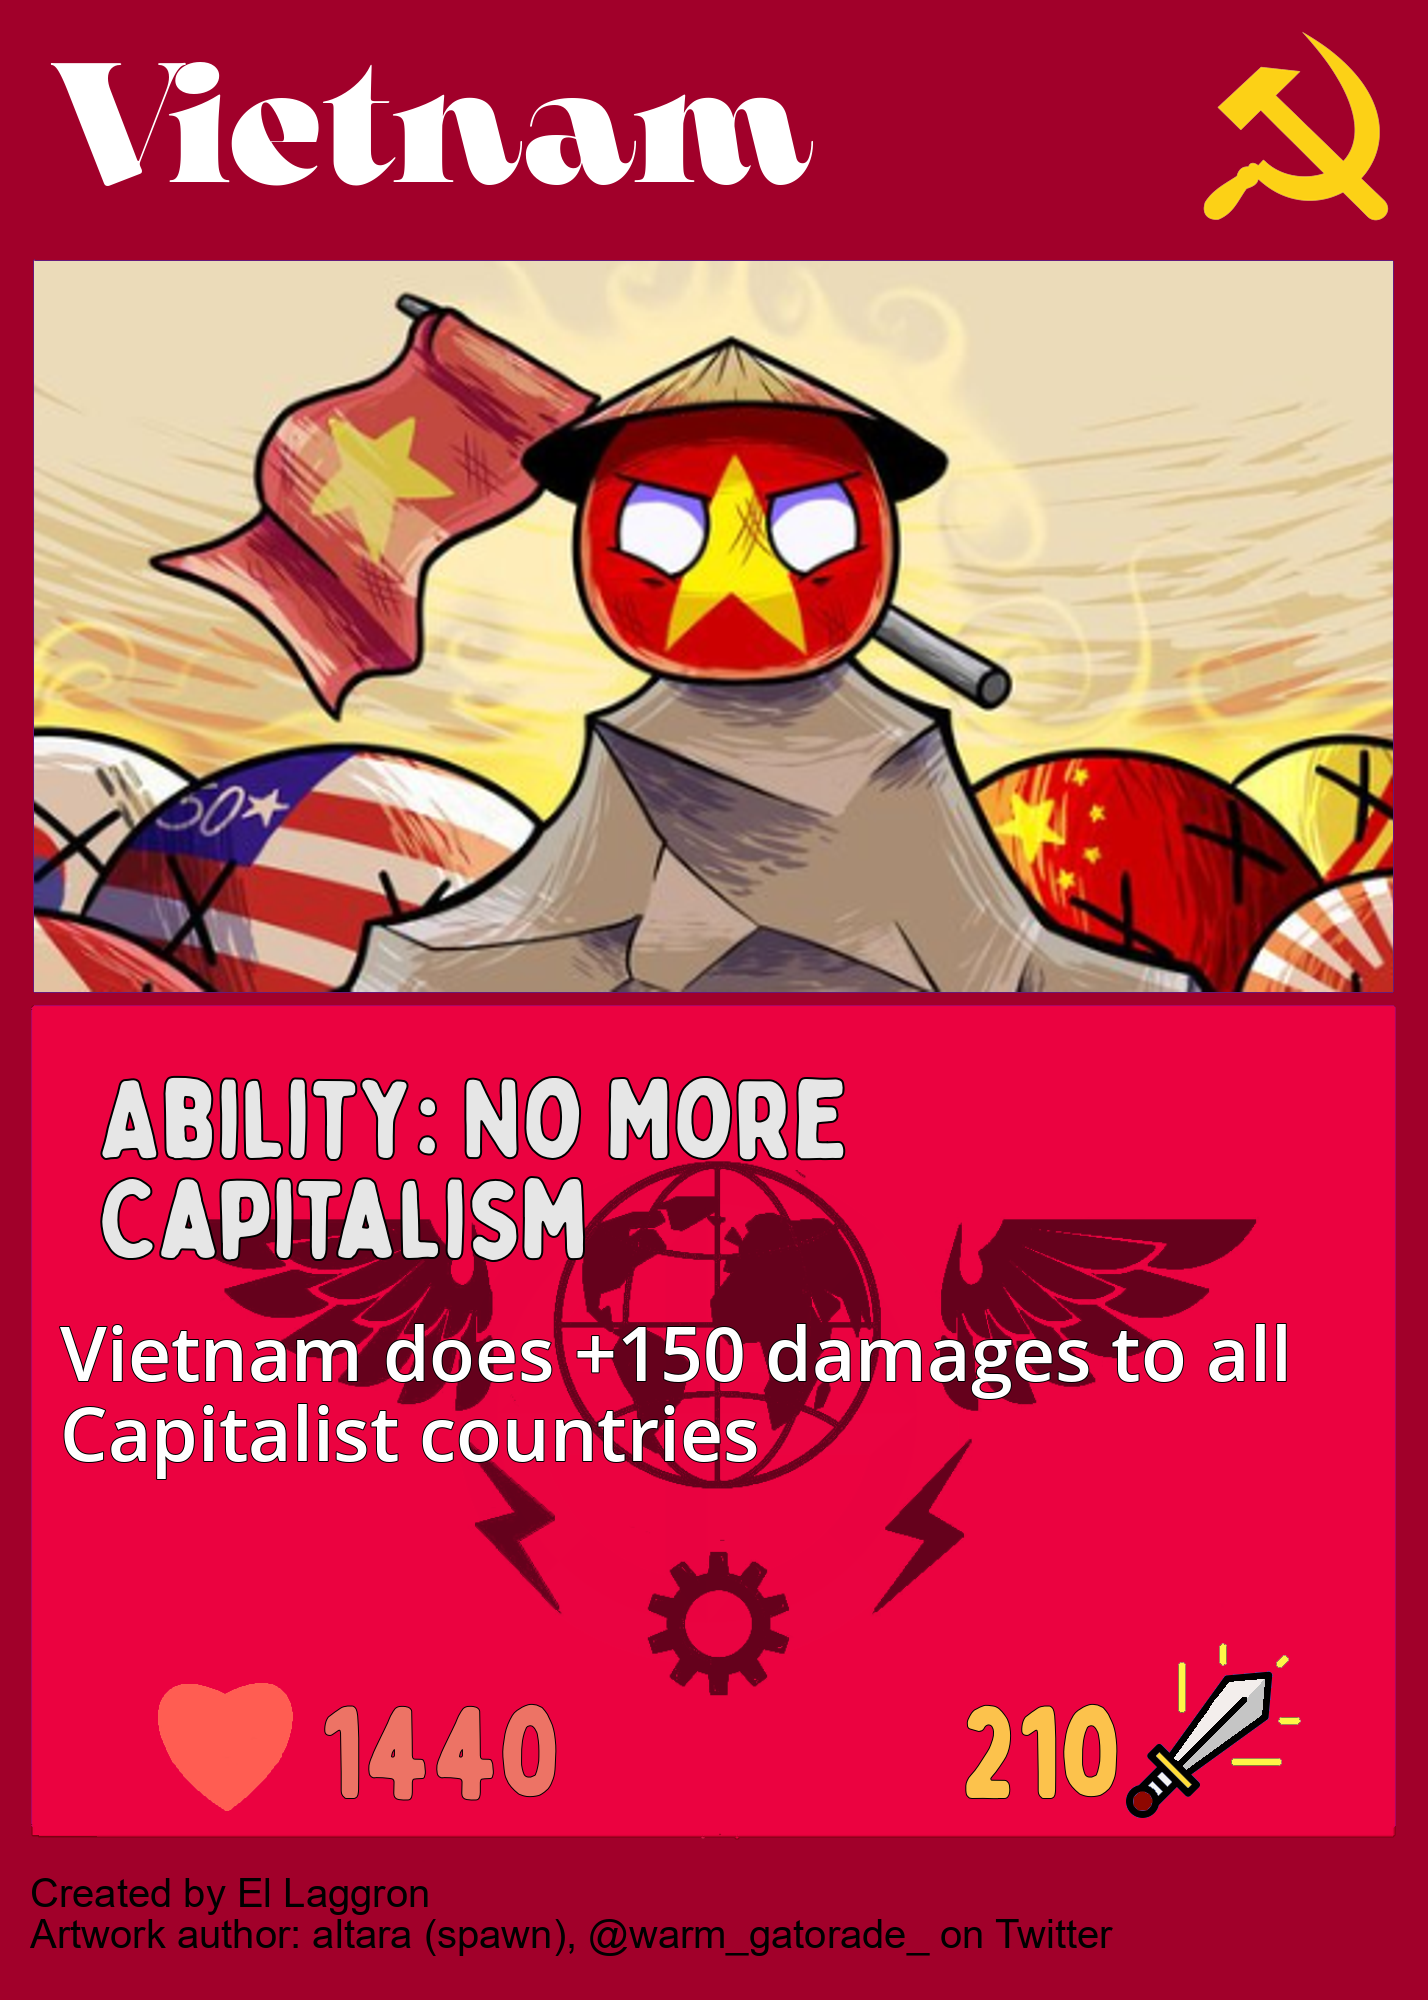 Vietnam
50
ABILITY: NO MORE
CAPITALISM
Vietnam does +150 damages to all
Capitalist countries
1440
210
Created by El Laggron
Artwork author: altara (spawn), @warm_gatorade_ on Twitter